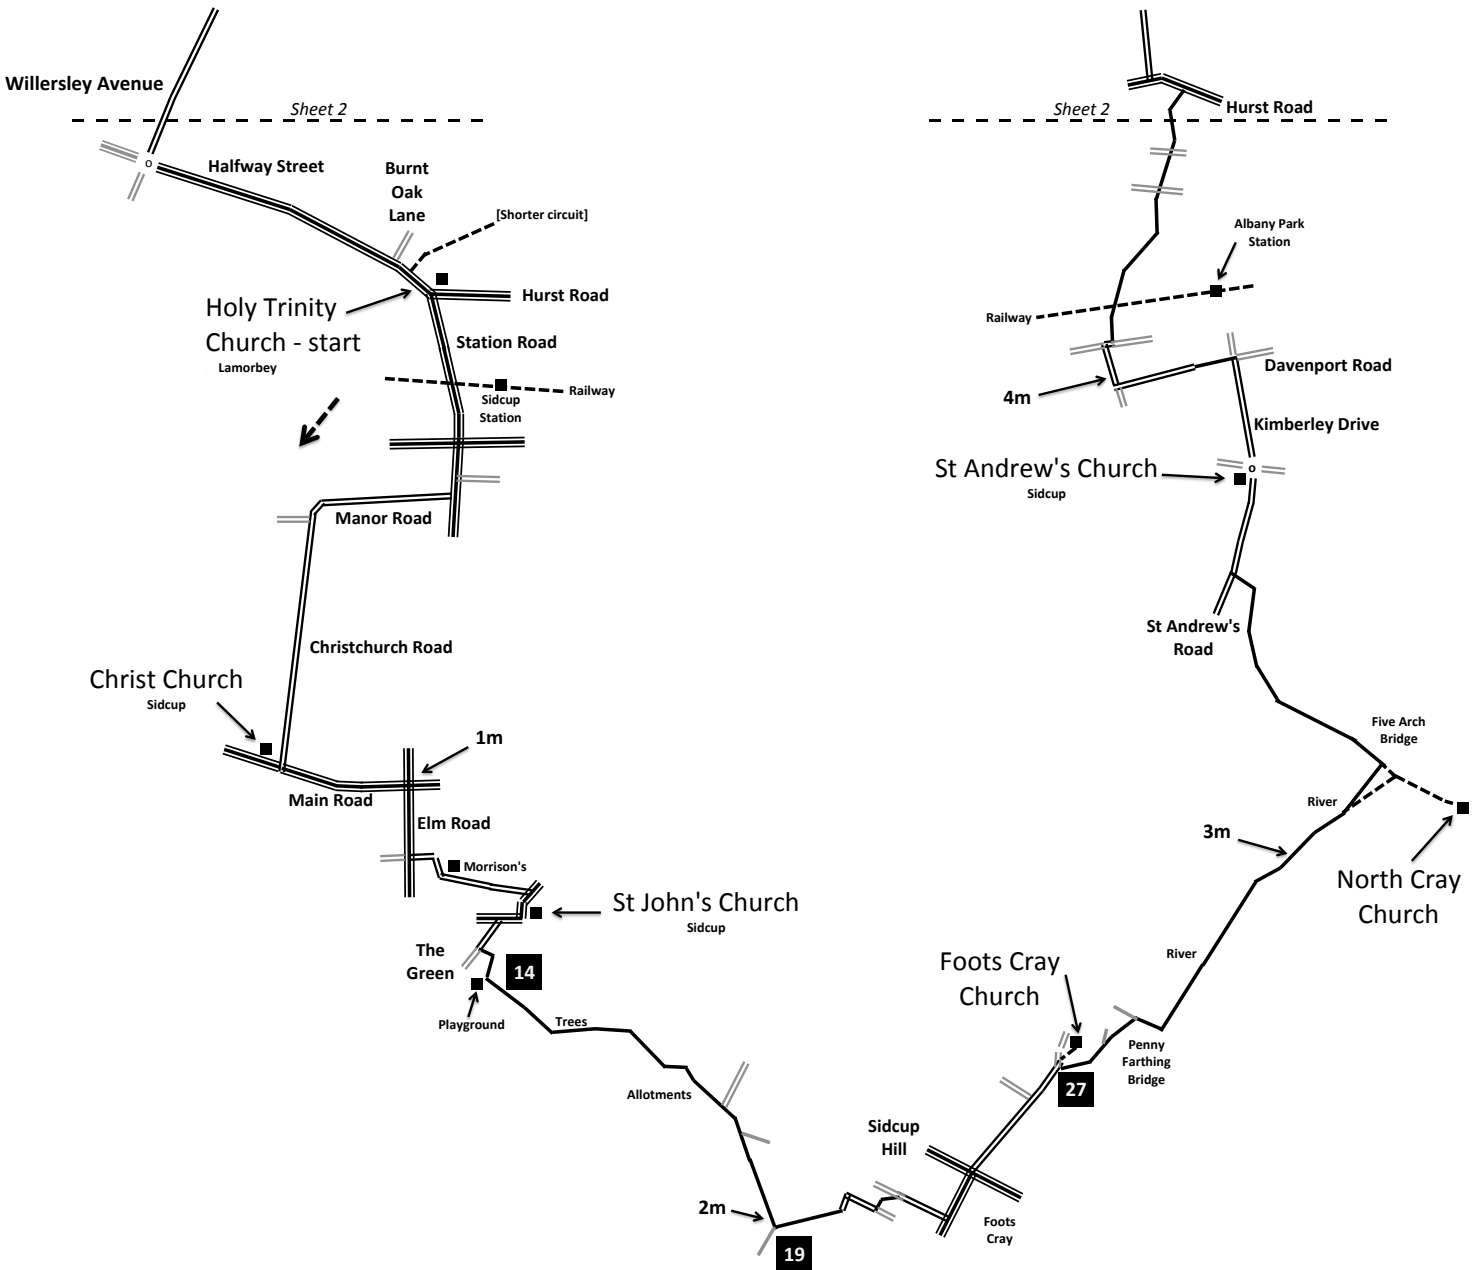 Willersley Avenue
Sheet 2
Halfway Street
Burnt
Oak
Lane
[Shorter circuit]
Holy Trinity
Church - start
Lamorbey
Hurst Road
Station Road
Railway
Sidcup
Station
Manor Road
Christchurch Road
Christ Church
Sidcup
1m
Main Road
Elm Road
Morrison's
St John's Church
Sidcup
The
Green
14
Playground
Trees
Allotments
2m
19
Sidcup
Hill
Foots
Cray
27
Foots Cray
Church
Penny
Farthing
Bridge
River
3m
River
North Cray
Church
Five Arch
Bridge
St Andrew's
Road
St Andrew's Church
Sidcup
Kimberley Drive
4m
Davenport Road
Railway
Albany Park
Station
Sheet 2
Hurst Road